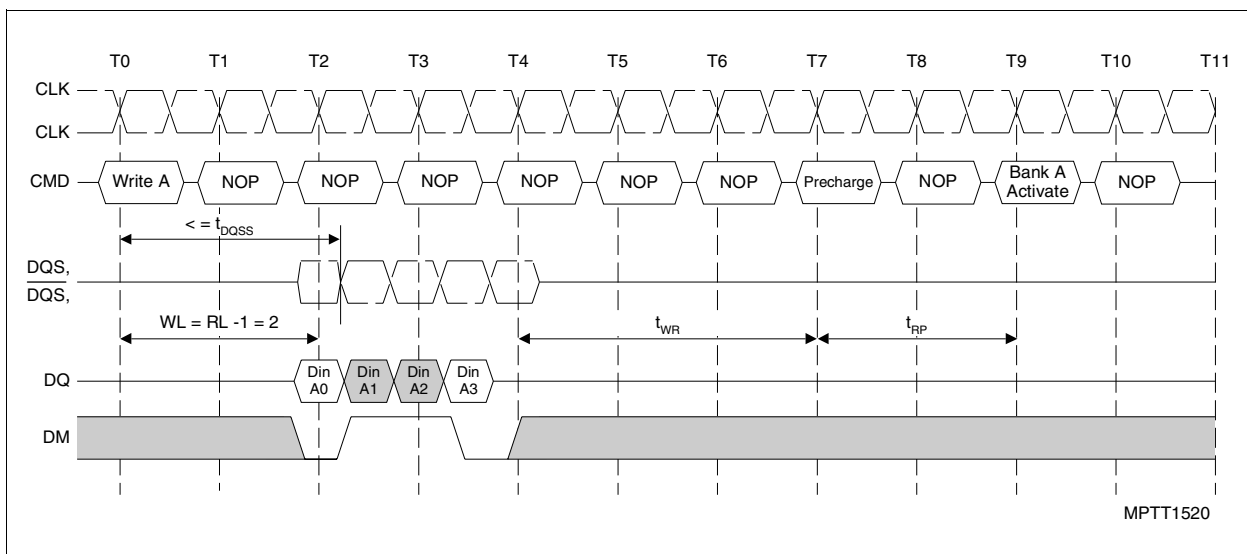 T0 T1 T2 T3 T4 T5 T6 T7 T8 T9 T10 T11
CLK
CLK
CMD Write A NOP NOP NOP NOP NOP NOP Precharge NOP Bank A Activate NOP
< = tDQSS
DQS,
DQS,
WL = RL -1 = 2 tWR tRP
DQ Din A0 Din A1 Din A2 Din A3
DM
MPTT1520